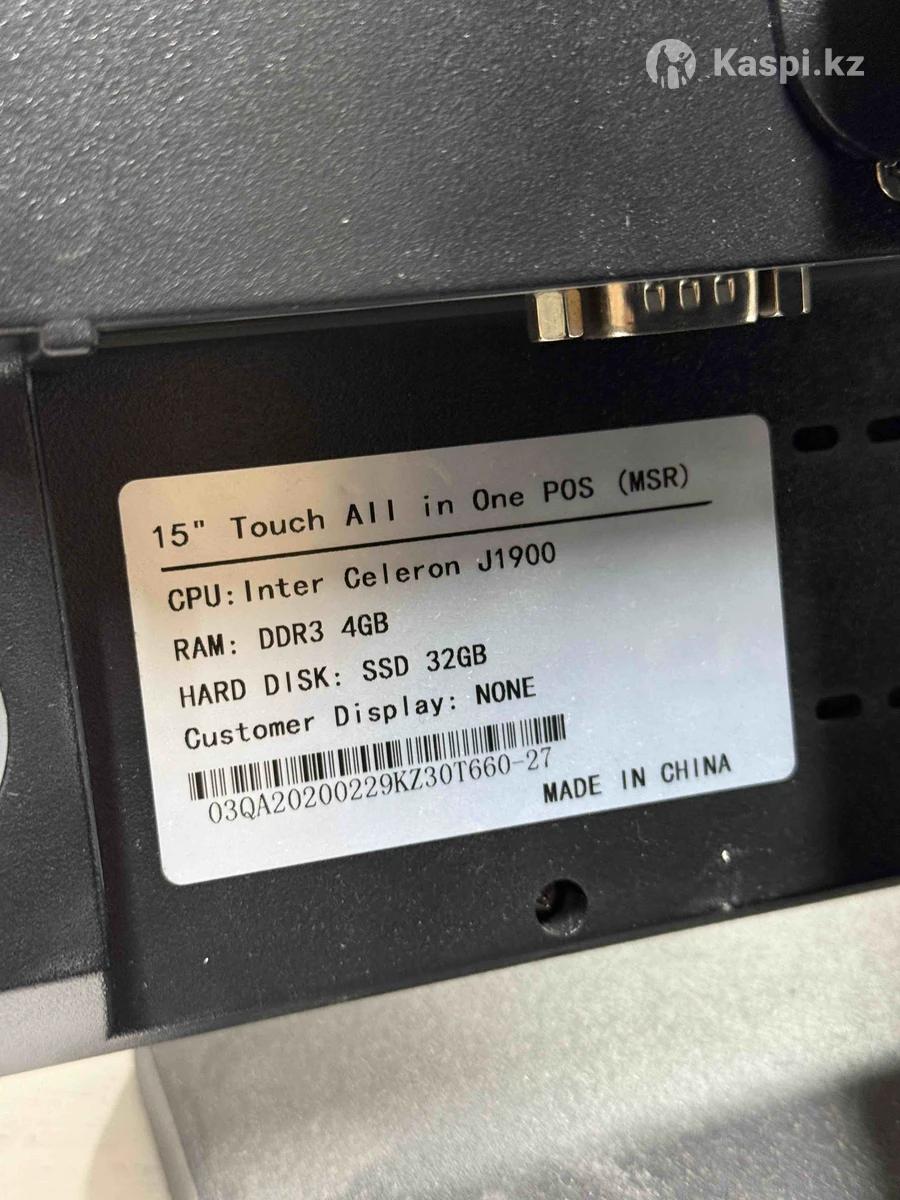 Kaspi.kz
15" Touch All in One POS (MSR)
CPU:Inter Celeron J1900
RAM: DDR3 4GB
HARD DISK: SSD 32GB
Customer Display: NONE
03QA20200229KZ30T660-27
MADE IN CHINA